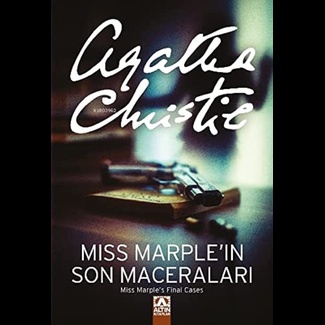 Agatha
Christie
MISS MARPLE'IN
SON MACERALARI
Miss Marple's Final Cases
ALTIN
KİTAPLAR